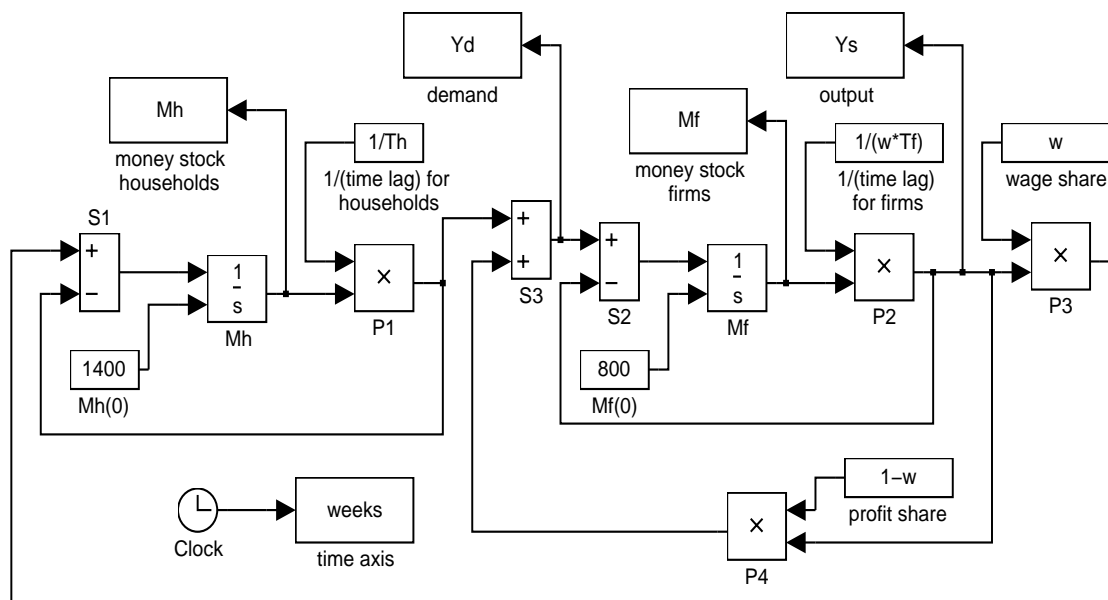 Yd
demand
Ys
output
Mh
money stock
households
1/Th
1/(time lag) for
households
Mf
money stock
firms
1/(w*Tf)
1/(time lag)
for firms
w
wage share
S1
+
−
1
s
Mh
×
P1
+
+
S3
+
−
S2
1
s
Mf
×
P2
×
P3
1400
Mh(0)
800
Mf(0)
Clock
weeks
time axis
×
P4
1−w
profit share